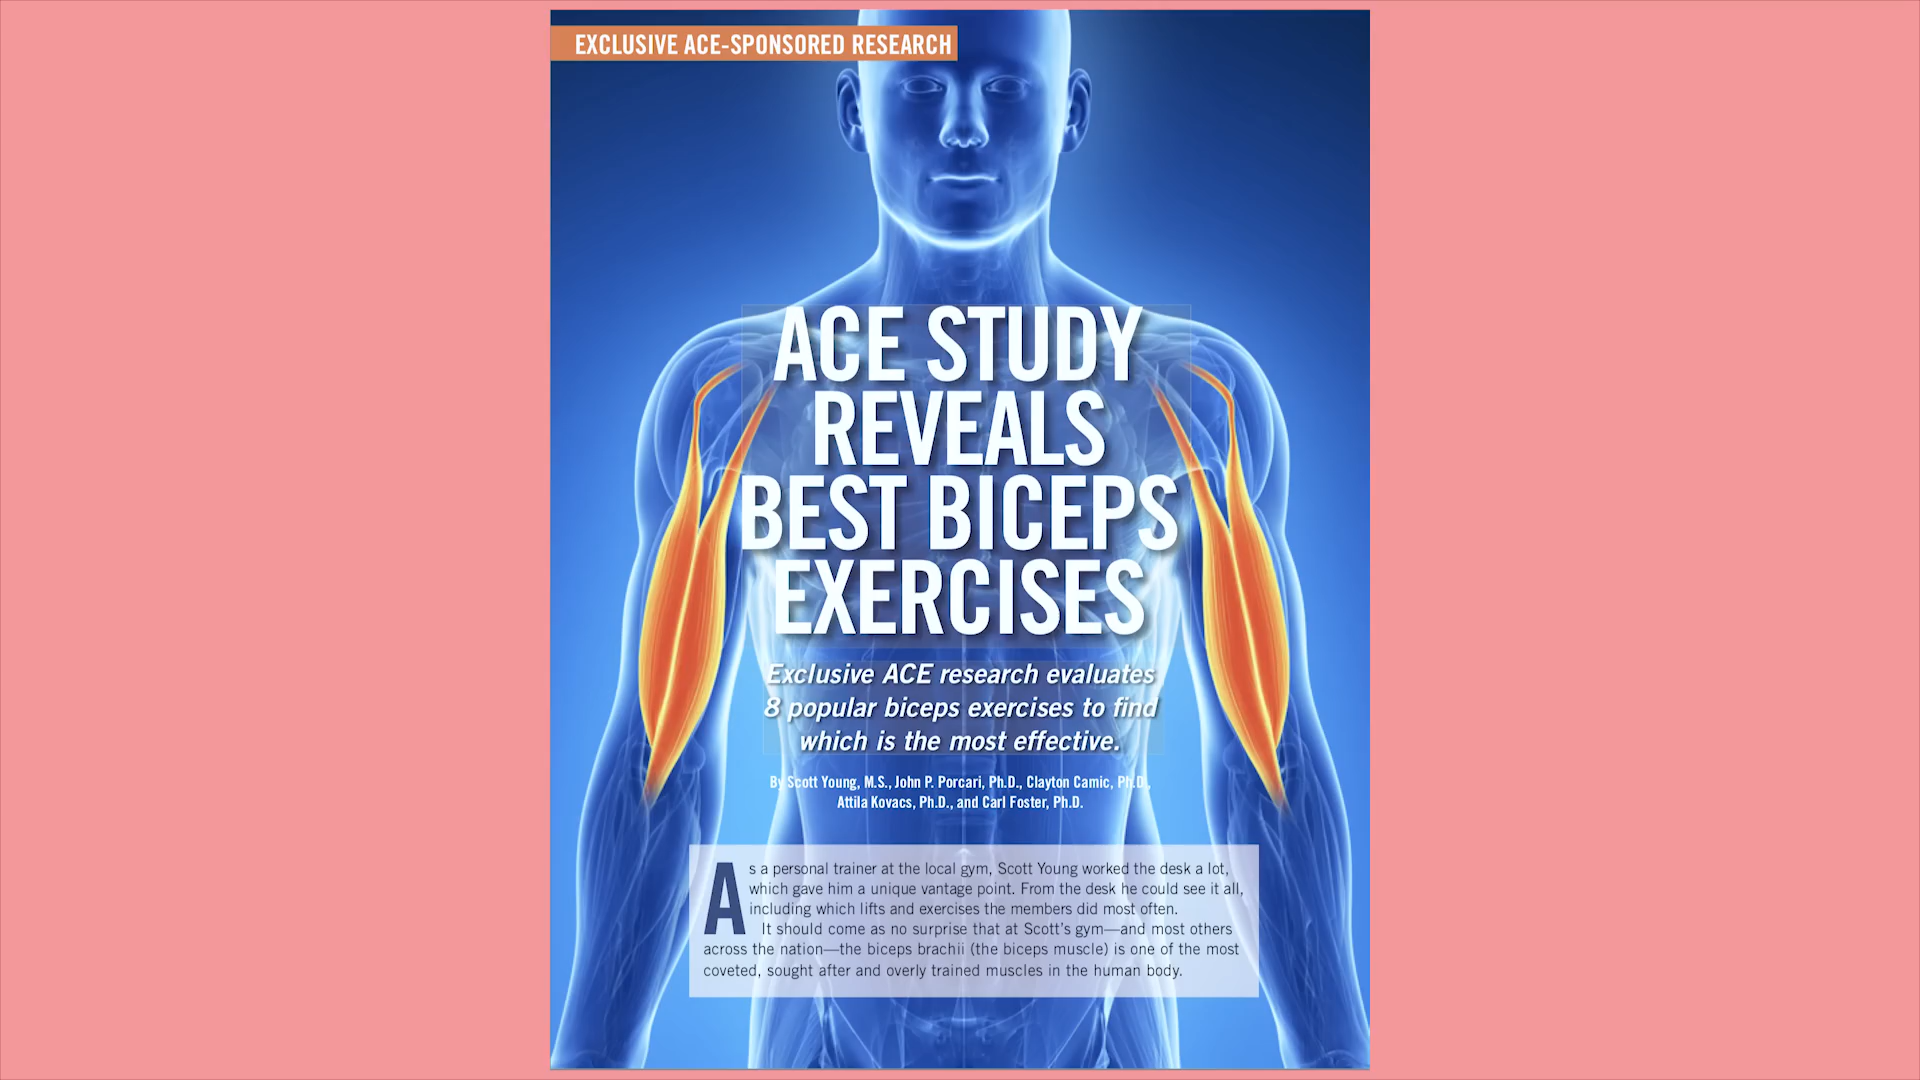 EXCLUSIVE ACE-SPONSORED RESEARCH
ACE STUDY
REVEALS
BEST BICEPS
EXERCISES
Exclusive ACE research evaluates
8 popular biceps exercises to find
which is the most effective.
By Scott Young, M.S., John P. Porcari, Ph.D., Clayton Camic, Ph.D.,
Attila Kovacs, Ph.D., and Carl Foster, Ph.D.
As a personal trainer at the local gym, Scott Young worked the desk a lot,
which gave him a unique vantage point. From the desk he could see it all,
including which lifts and exercises the members did most often.
It should come as no surprise that at Scott's gym—and most others
across the nation—the biceps brachii (the biceps muscle) is one of the most
coveted, sought after and overly trained muscles in the human body.